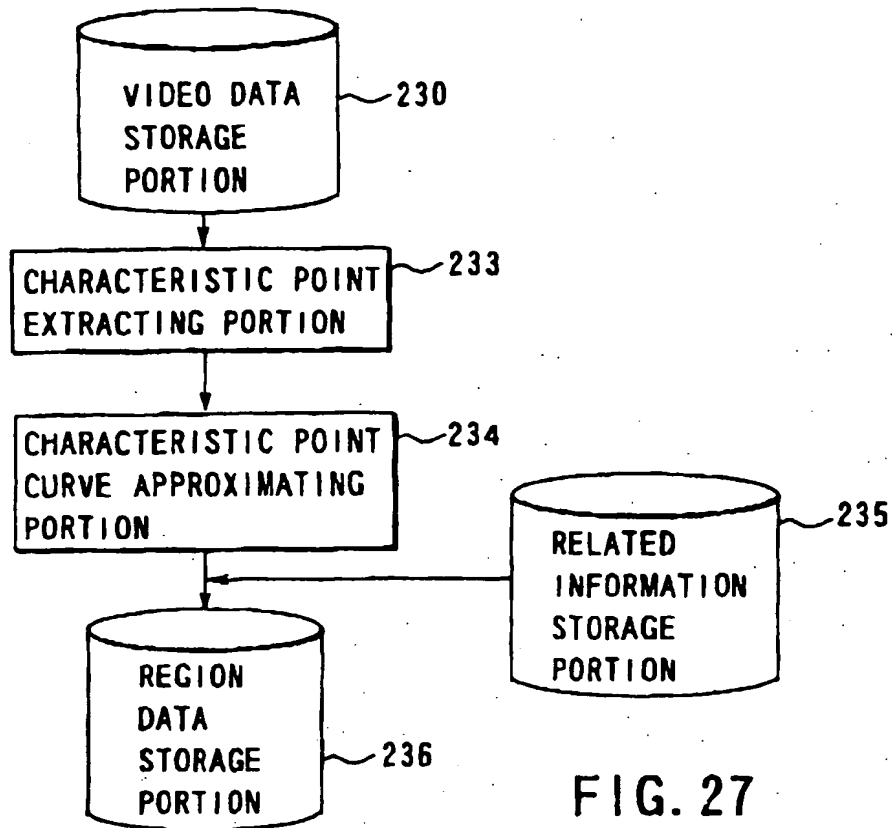 VIDEO DATA
STORAGE
PORTION
230
CHARACTERISTIC POINT
EXTRACTING PORTION
233
CHARACTERISTIC POINT
CURVE APPROXIMATING
PORTION
234
RELATED
INFORMATION
STORAGE
PORTION
235
REGION
DATA
STORAGE
PORTION
236
FIG. 27